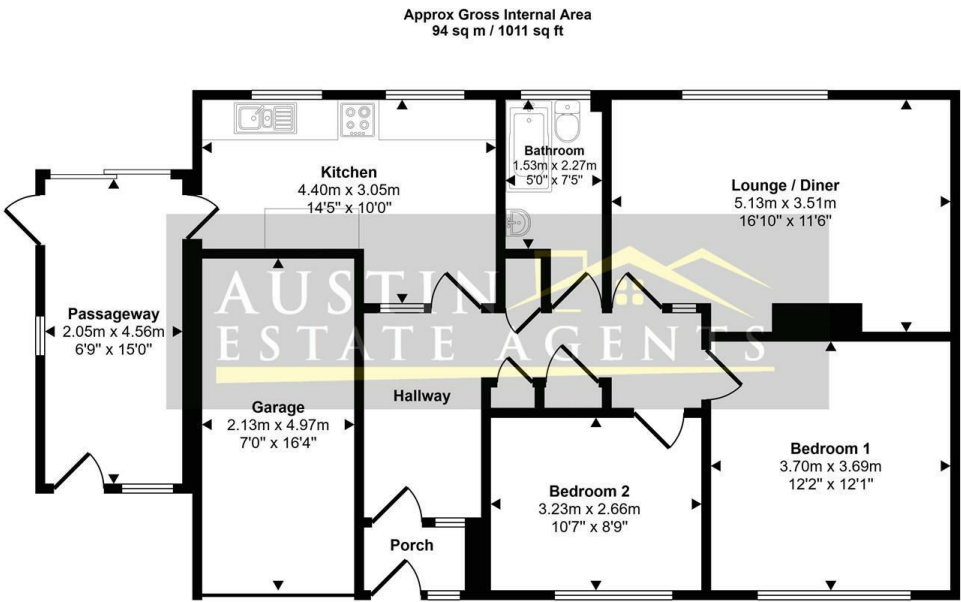 Approx Gross Internal Area
94 sq m / 1011 sq ft
Kitchen
4.40m x 3.05m
14'5" x 10'0"
Bathroom
1.53m x 2.27m
5'0" x 7'5"
Lounge / Diner
5.13m x 3.51m
16'10" x 11'6"
Passageway
2.05m x 4.56m
6'9" x 15'0"
AUSTIN
ESTATE AGENTS
Garage
2.13m x 4.97m
7'0" x 16'4"
Hallway
Bedroom 1
3.70m x 3.69m
12'2" x 12'1"
Bedroom 2
3.23m x 2.66m
10'7" x 8'9"
Porch